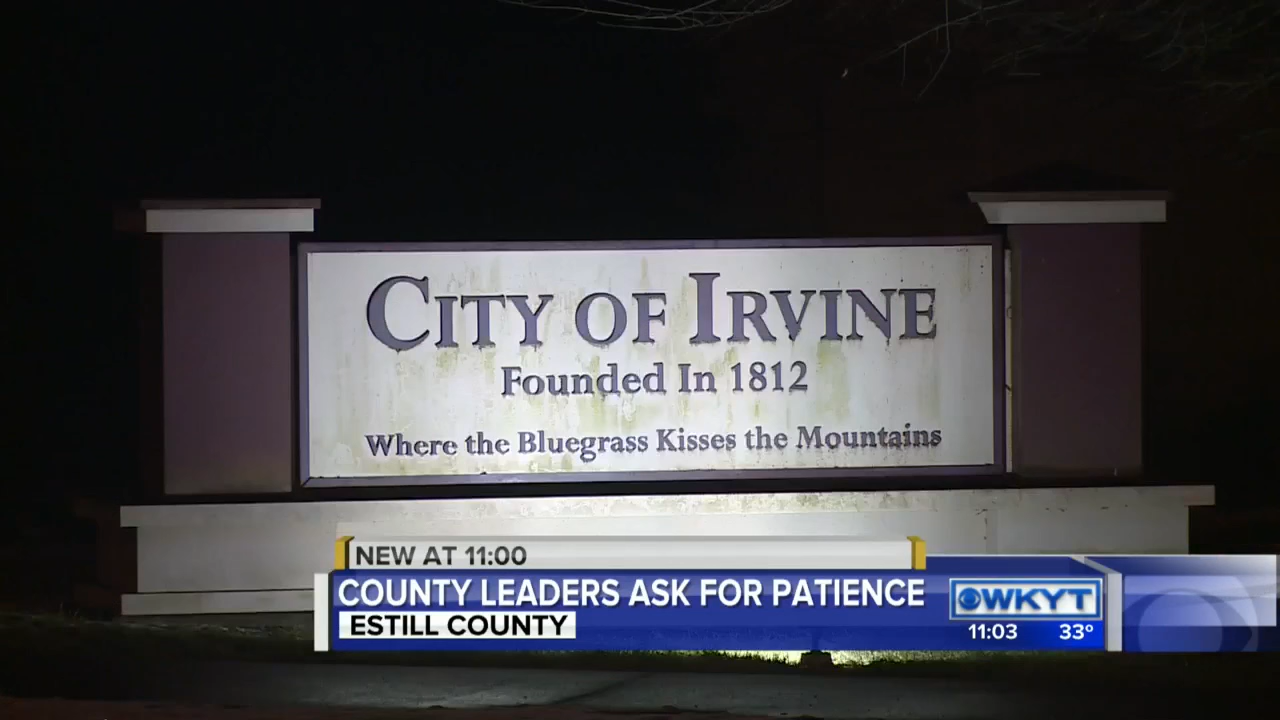 CITY OF IRVINE
Founded In 1812
Where the Bluegrass Kisses the Mountains
NEW AT 11:00
COUNTY LEADERS ASK FOR PATIENCE
ESTILL COUNTY
WKYT
11:03 33°